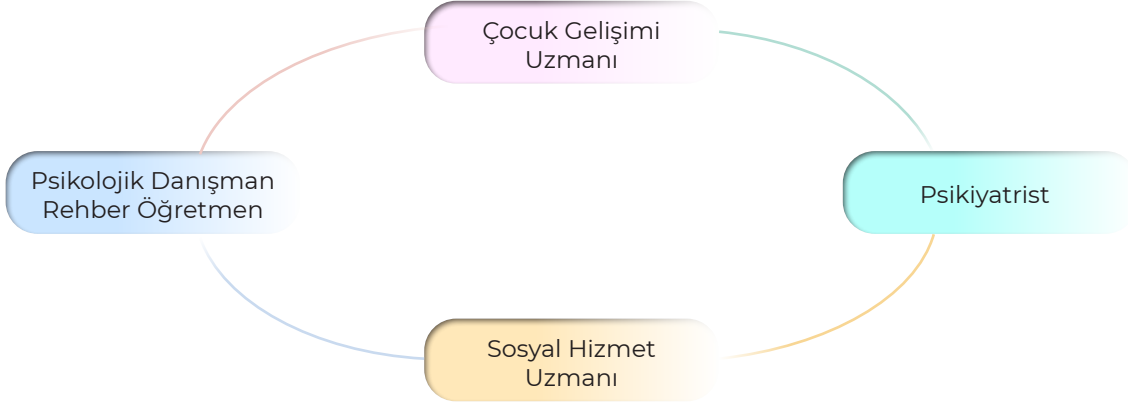 Çocuk Gelişimi
Uzmanı
Psikolojik Danışman
Rehber Öğretmen
Psikiyatrist
Sosyal Hizmet
Uzmanı